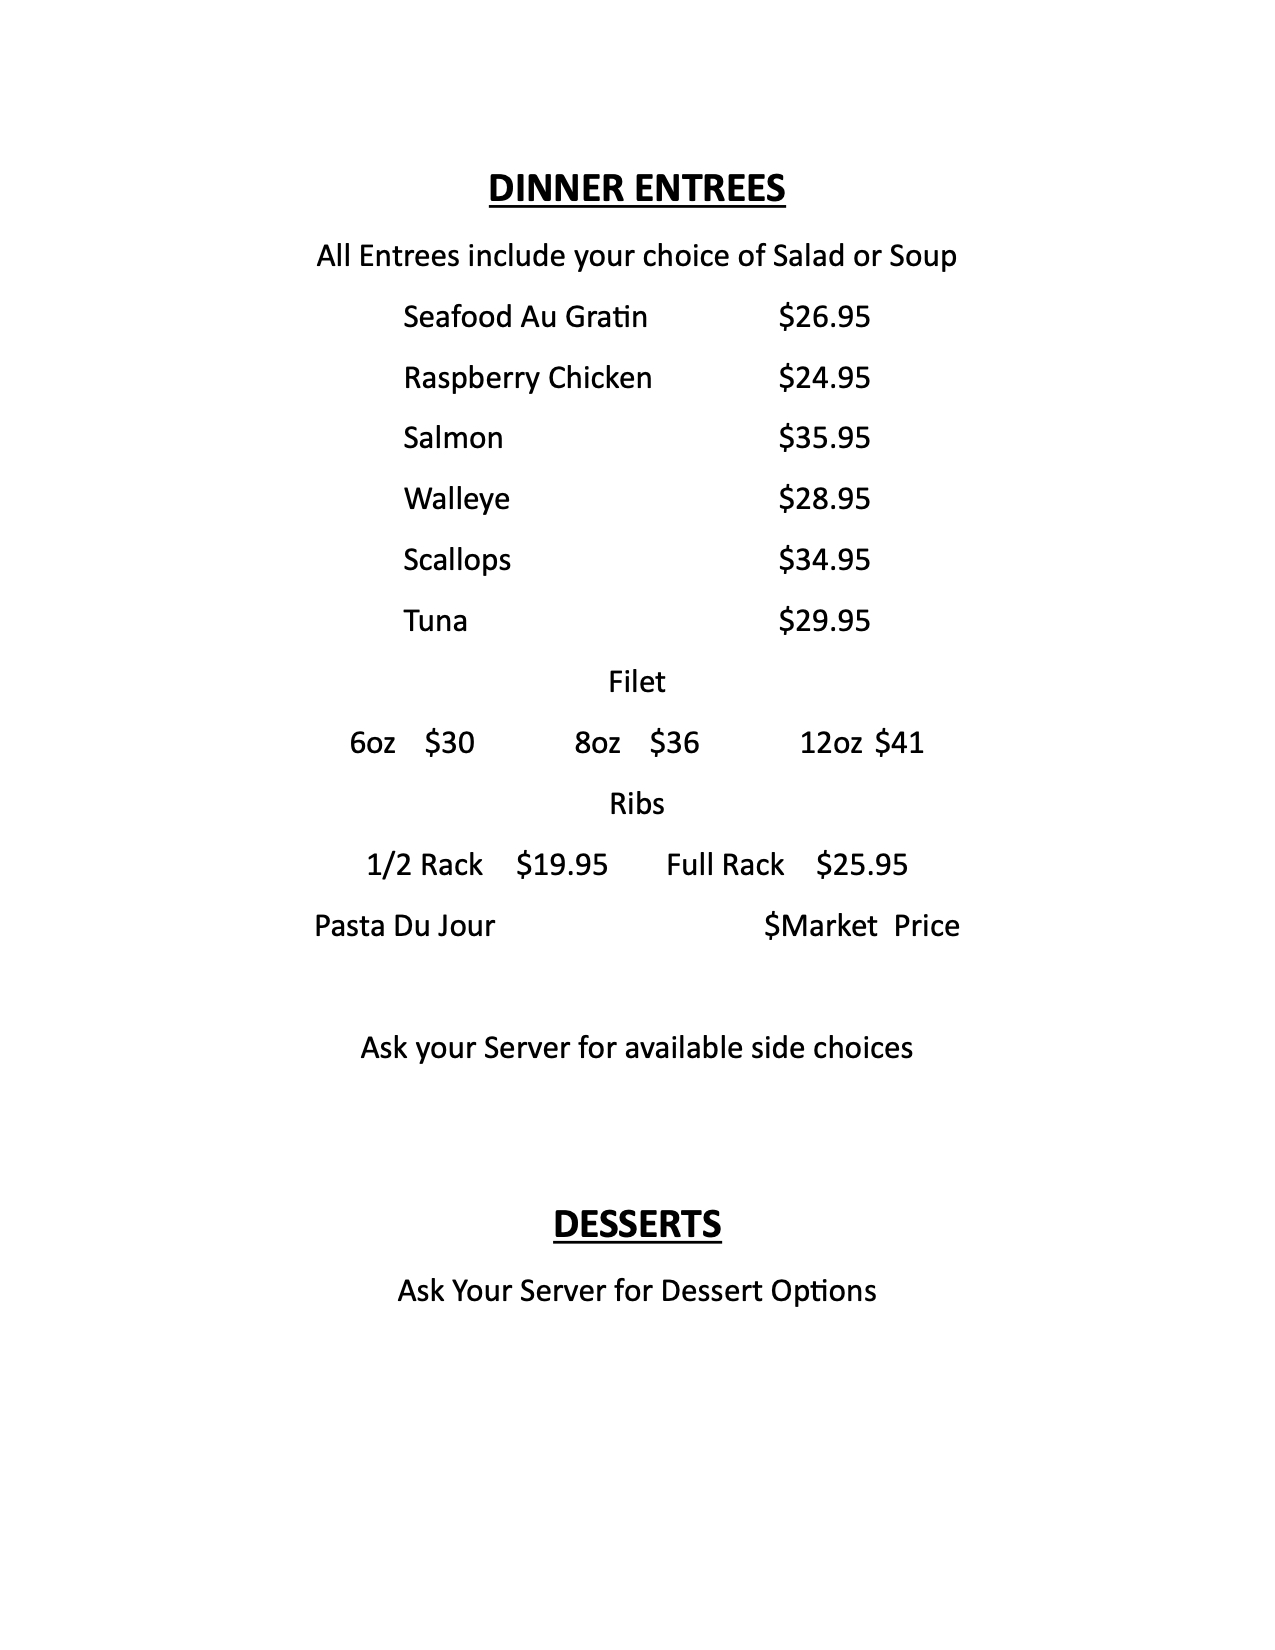 DINNER ENTREES
All Entrees include your choice of Salad or Soup
Seafood Au Gratin $26.95
Raspberry Chicken $24.95
Salmon $35.95
Walleye $28.95
Scallops $34.95
Tuna $29.95
Filet
6oz $30 8oz $36 12oz $41
Ribs
1/2 Rack $19.95 Full Rack $25.95
Pasta Du Jour $Market Price
Ask your Server for available side choices
DESSERTS
Ask Your Server for Dessert Options